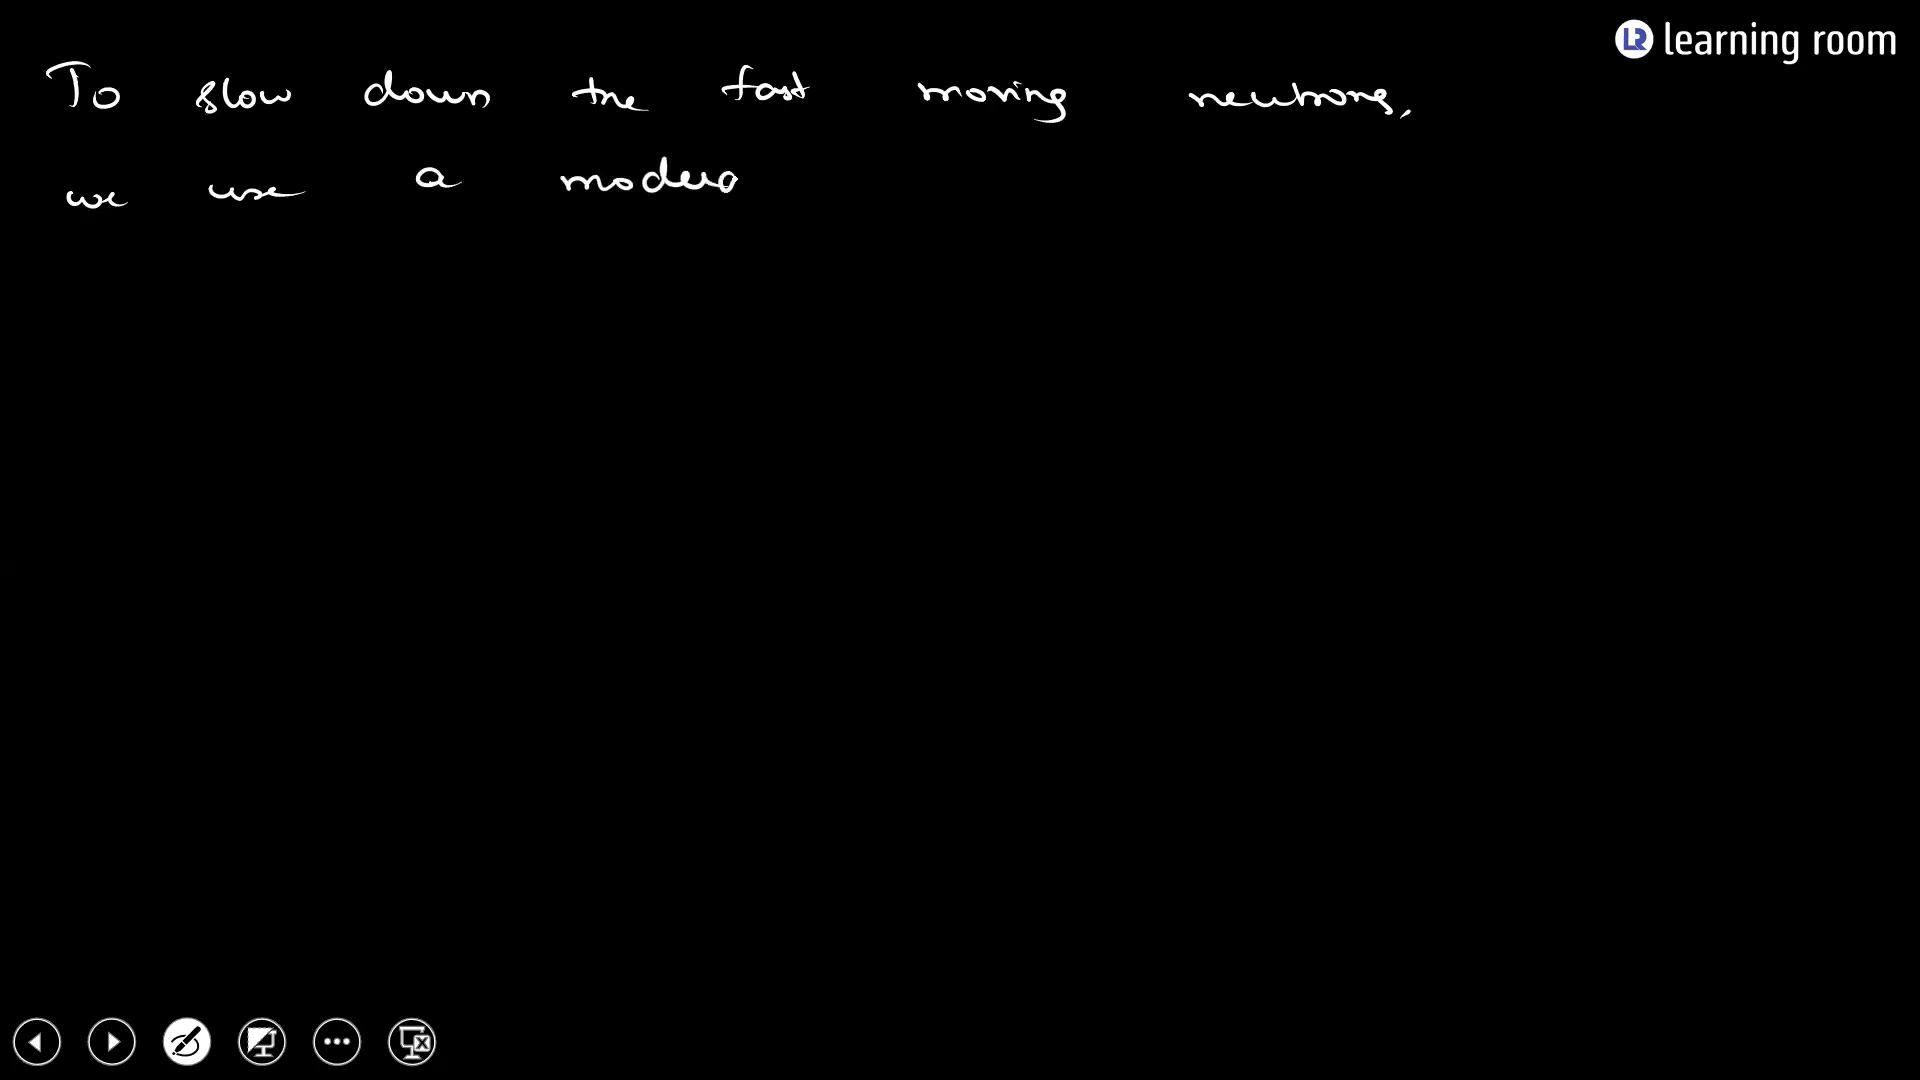 learning room
To slow down the fast moving neutrons,
we use a modera